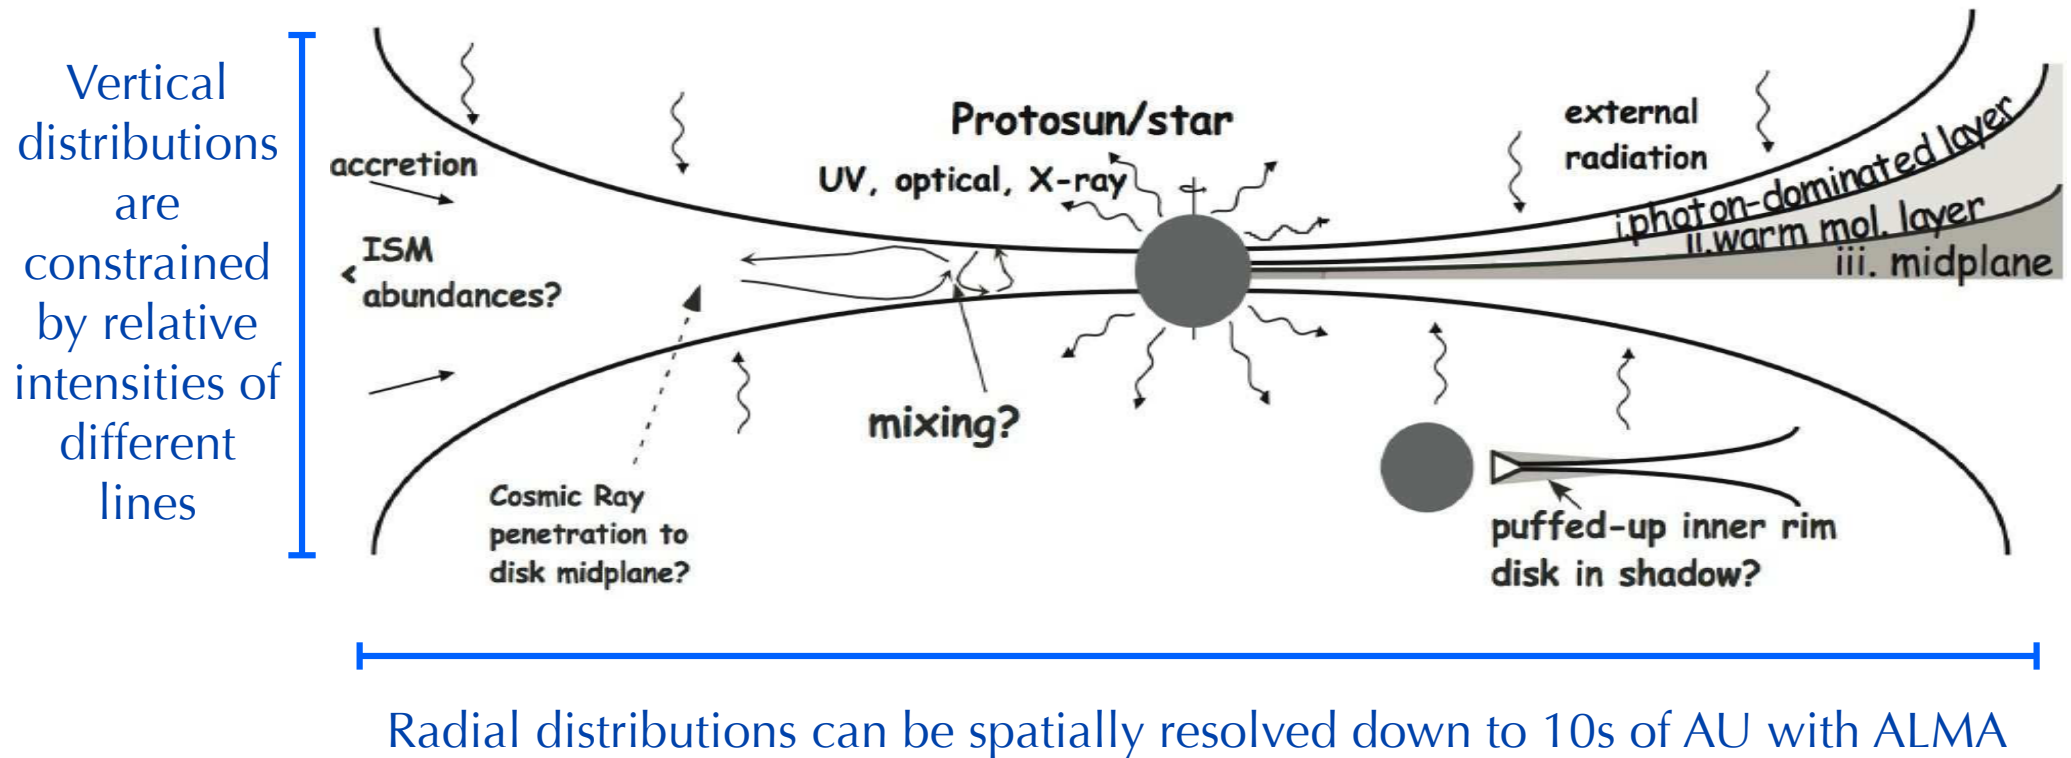 Vertical
distributions
are
constrained
by relative
intensities of
different
lines
accretion
ISM
abundances?
Cosmic Ray
penetration to
disk midplane?
mixing?
Protosun/star
UV, optical, X-ray
external
radiation
i.photon-dominated layer
ii.warm mol. layer
iii. midplane
puffed-up inner rim
disk in shadow?
Radial distributions can be spatially resolved down to 10s of AU with ALMA